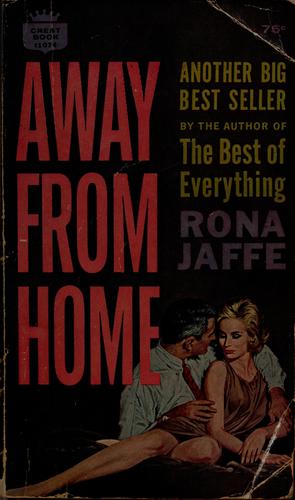 CREST
BOOK
75¢
AWAY
FROM
HOME
ANOTHER BIG
BEST SELLER
BY THE AUTHOR OF
The Best of
Everything
RONA
JAFFE